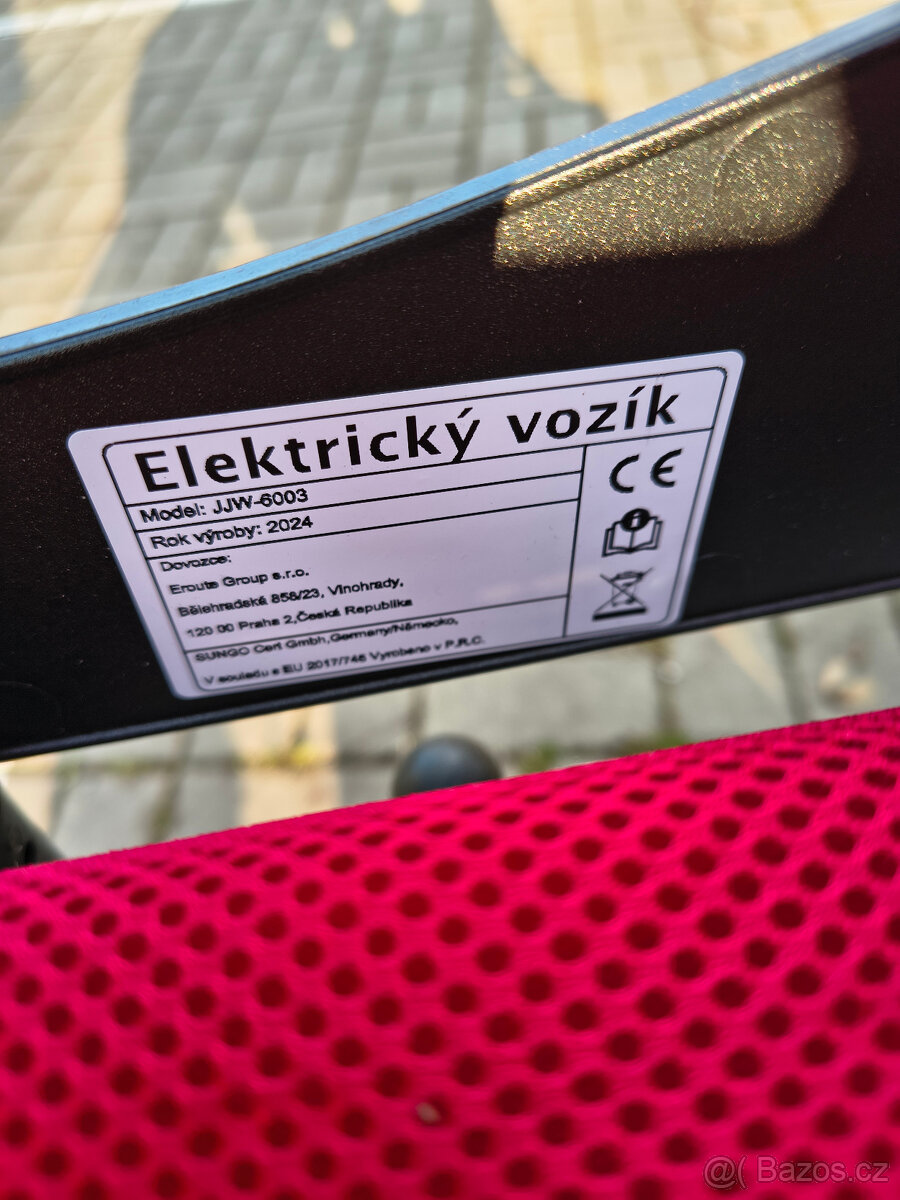 Elektrický vozík
Model: JJW-6003
Rok výroby: 2024
Dovozce:
Eroute Group s.r.o.
Bělehradská 858/23, Vinohrady,
120 00 Praha 2,Česká Republika
SUNGO Cert Gmbh,Germany/Německo,
V souladu s EU 2017/745 Vyrobeno v P.R.C.
CE
@( Bazos.cz